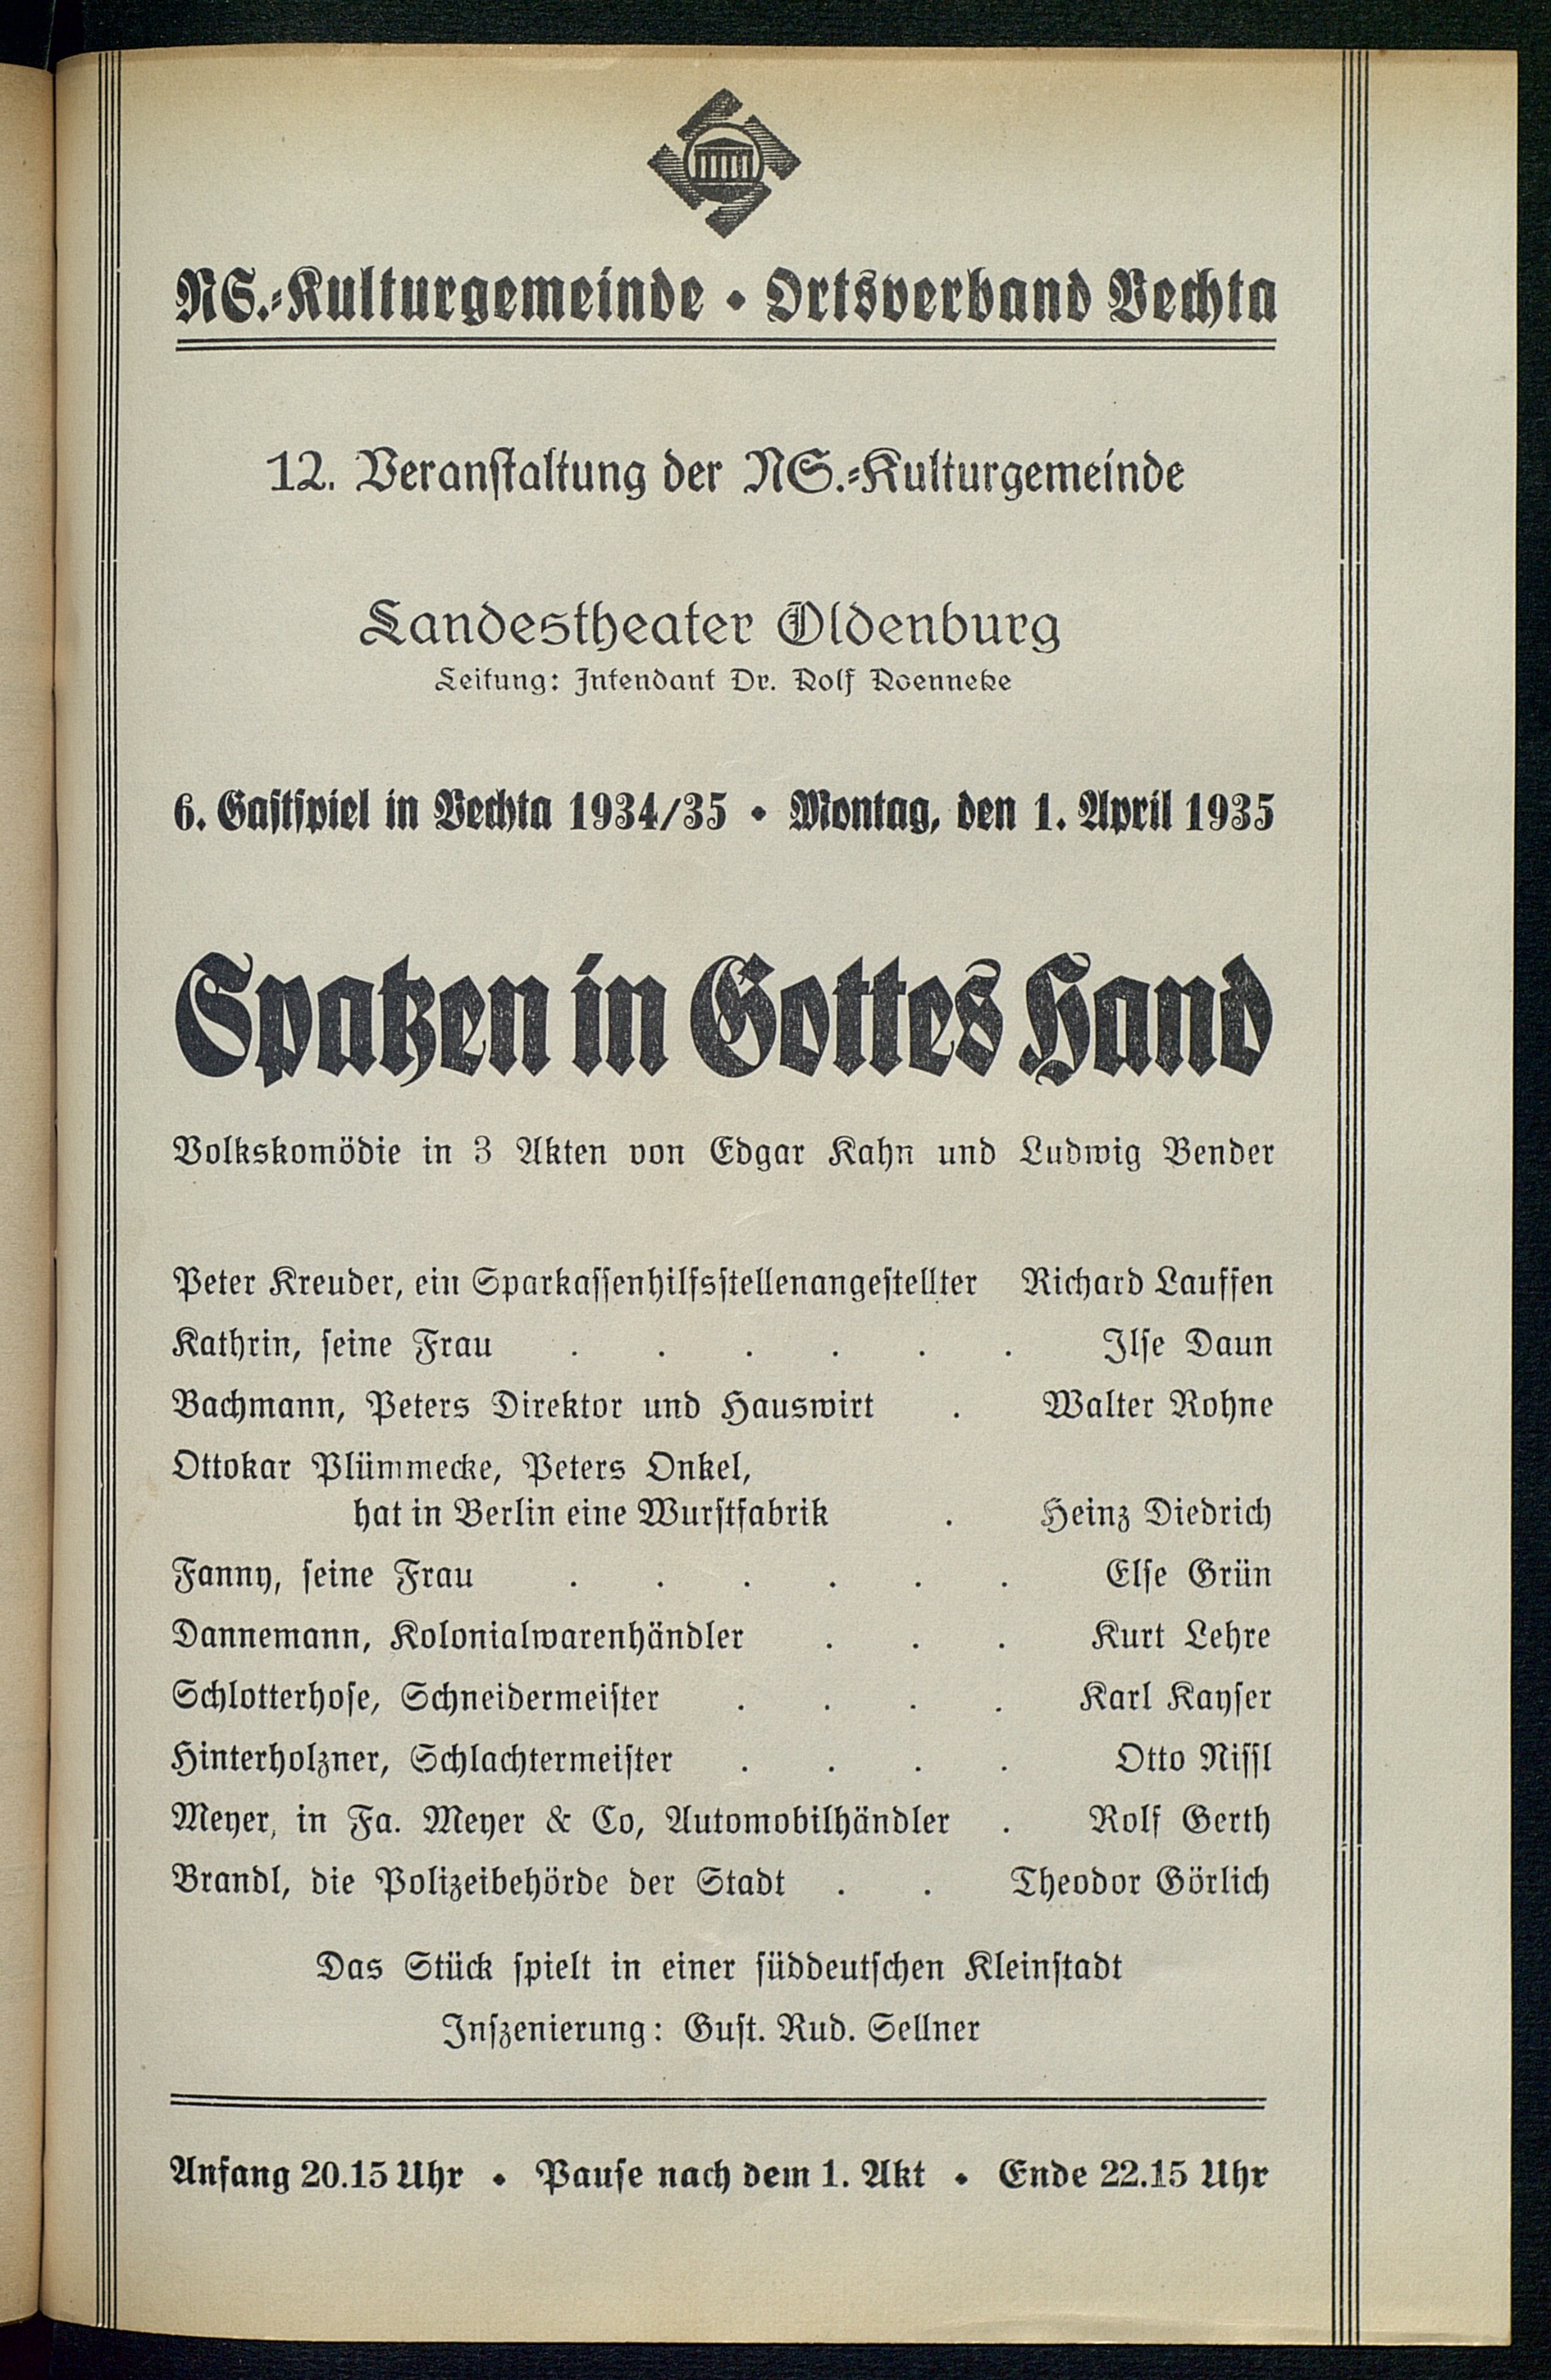 NS.-Kulturgemeinde • Ortsverband Vechta
12. Veranstaltung der NS.-Kulturgemeinde
Landestheater Oldenburg
Leitung: Intendant Dr. Rolf Roenneke
6. Gastspiel in Vechta 1934/35 • Montag, den 1. April 1935
Spatzen in Gottes Hand
Volkskomödie in 3 Akten von Edgar Kahn und Ludwig Bender
Peter Kreuder, ein Sparkassenhilfsstellenangestellter Richard Lauffen
Kathrin, seine Frau . . . . . . Ilse Daun
Bachmann, Peters Direktor und Hauswirt . Walter Rohne
Ottokar Plümmecke, Peters Onkel,
hat in Berlin eine Wurstfabrik . Heinz Diedrich
Fanny, seine Frau . . . . . . Else Grün
Dannemann, Kolonialwarenhändler . . . Kurt Lehre
Schlotterhose, Schneidermeister . . . . Karl Kayser
Hinterholzner, Schlachtermeister . . . . Otto Nissl
Meyer, in Fa. Meyer & Co, Automobilhändler . Rolf Gerth
Brandl, die Polizeibehörde der Stadt . . Theodor Görlich
Das Stück spielt in einer süddeutschen Kleinstadt
Inszenierung: Gust. Rud. Sellner
Anfang 20.15 Uhr • Pause nach dem 1. Akt • Ende 22.15 Uhr